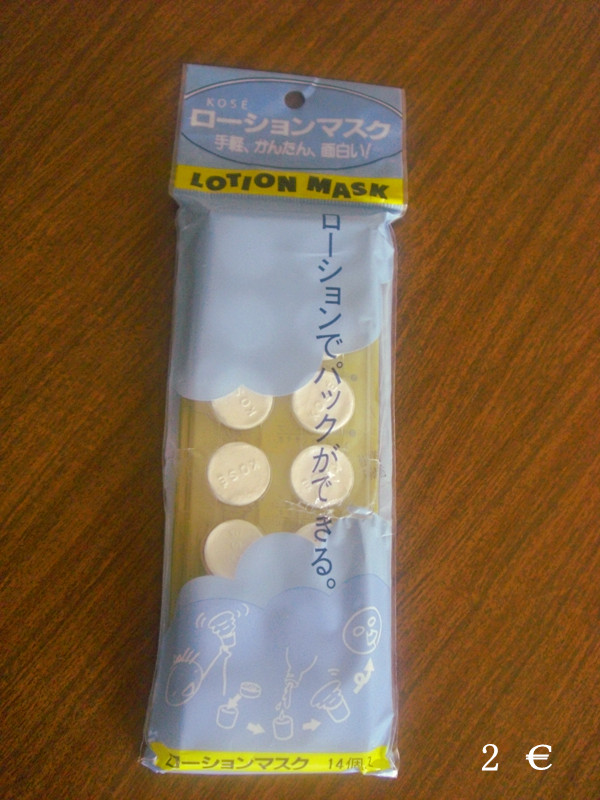 KOSÉ
ローションマスク
手軽、かんたん、面白い!
LOTION MASK
ローションでパックができる。
KOSÉ
ローションマスク 14個入
2 €